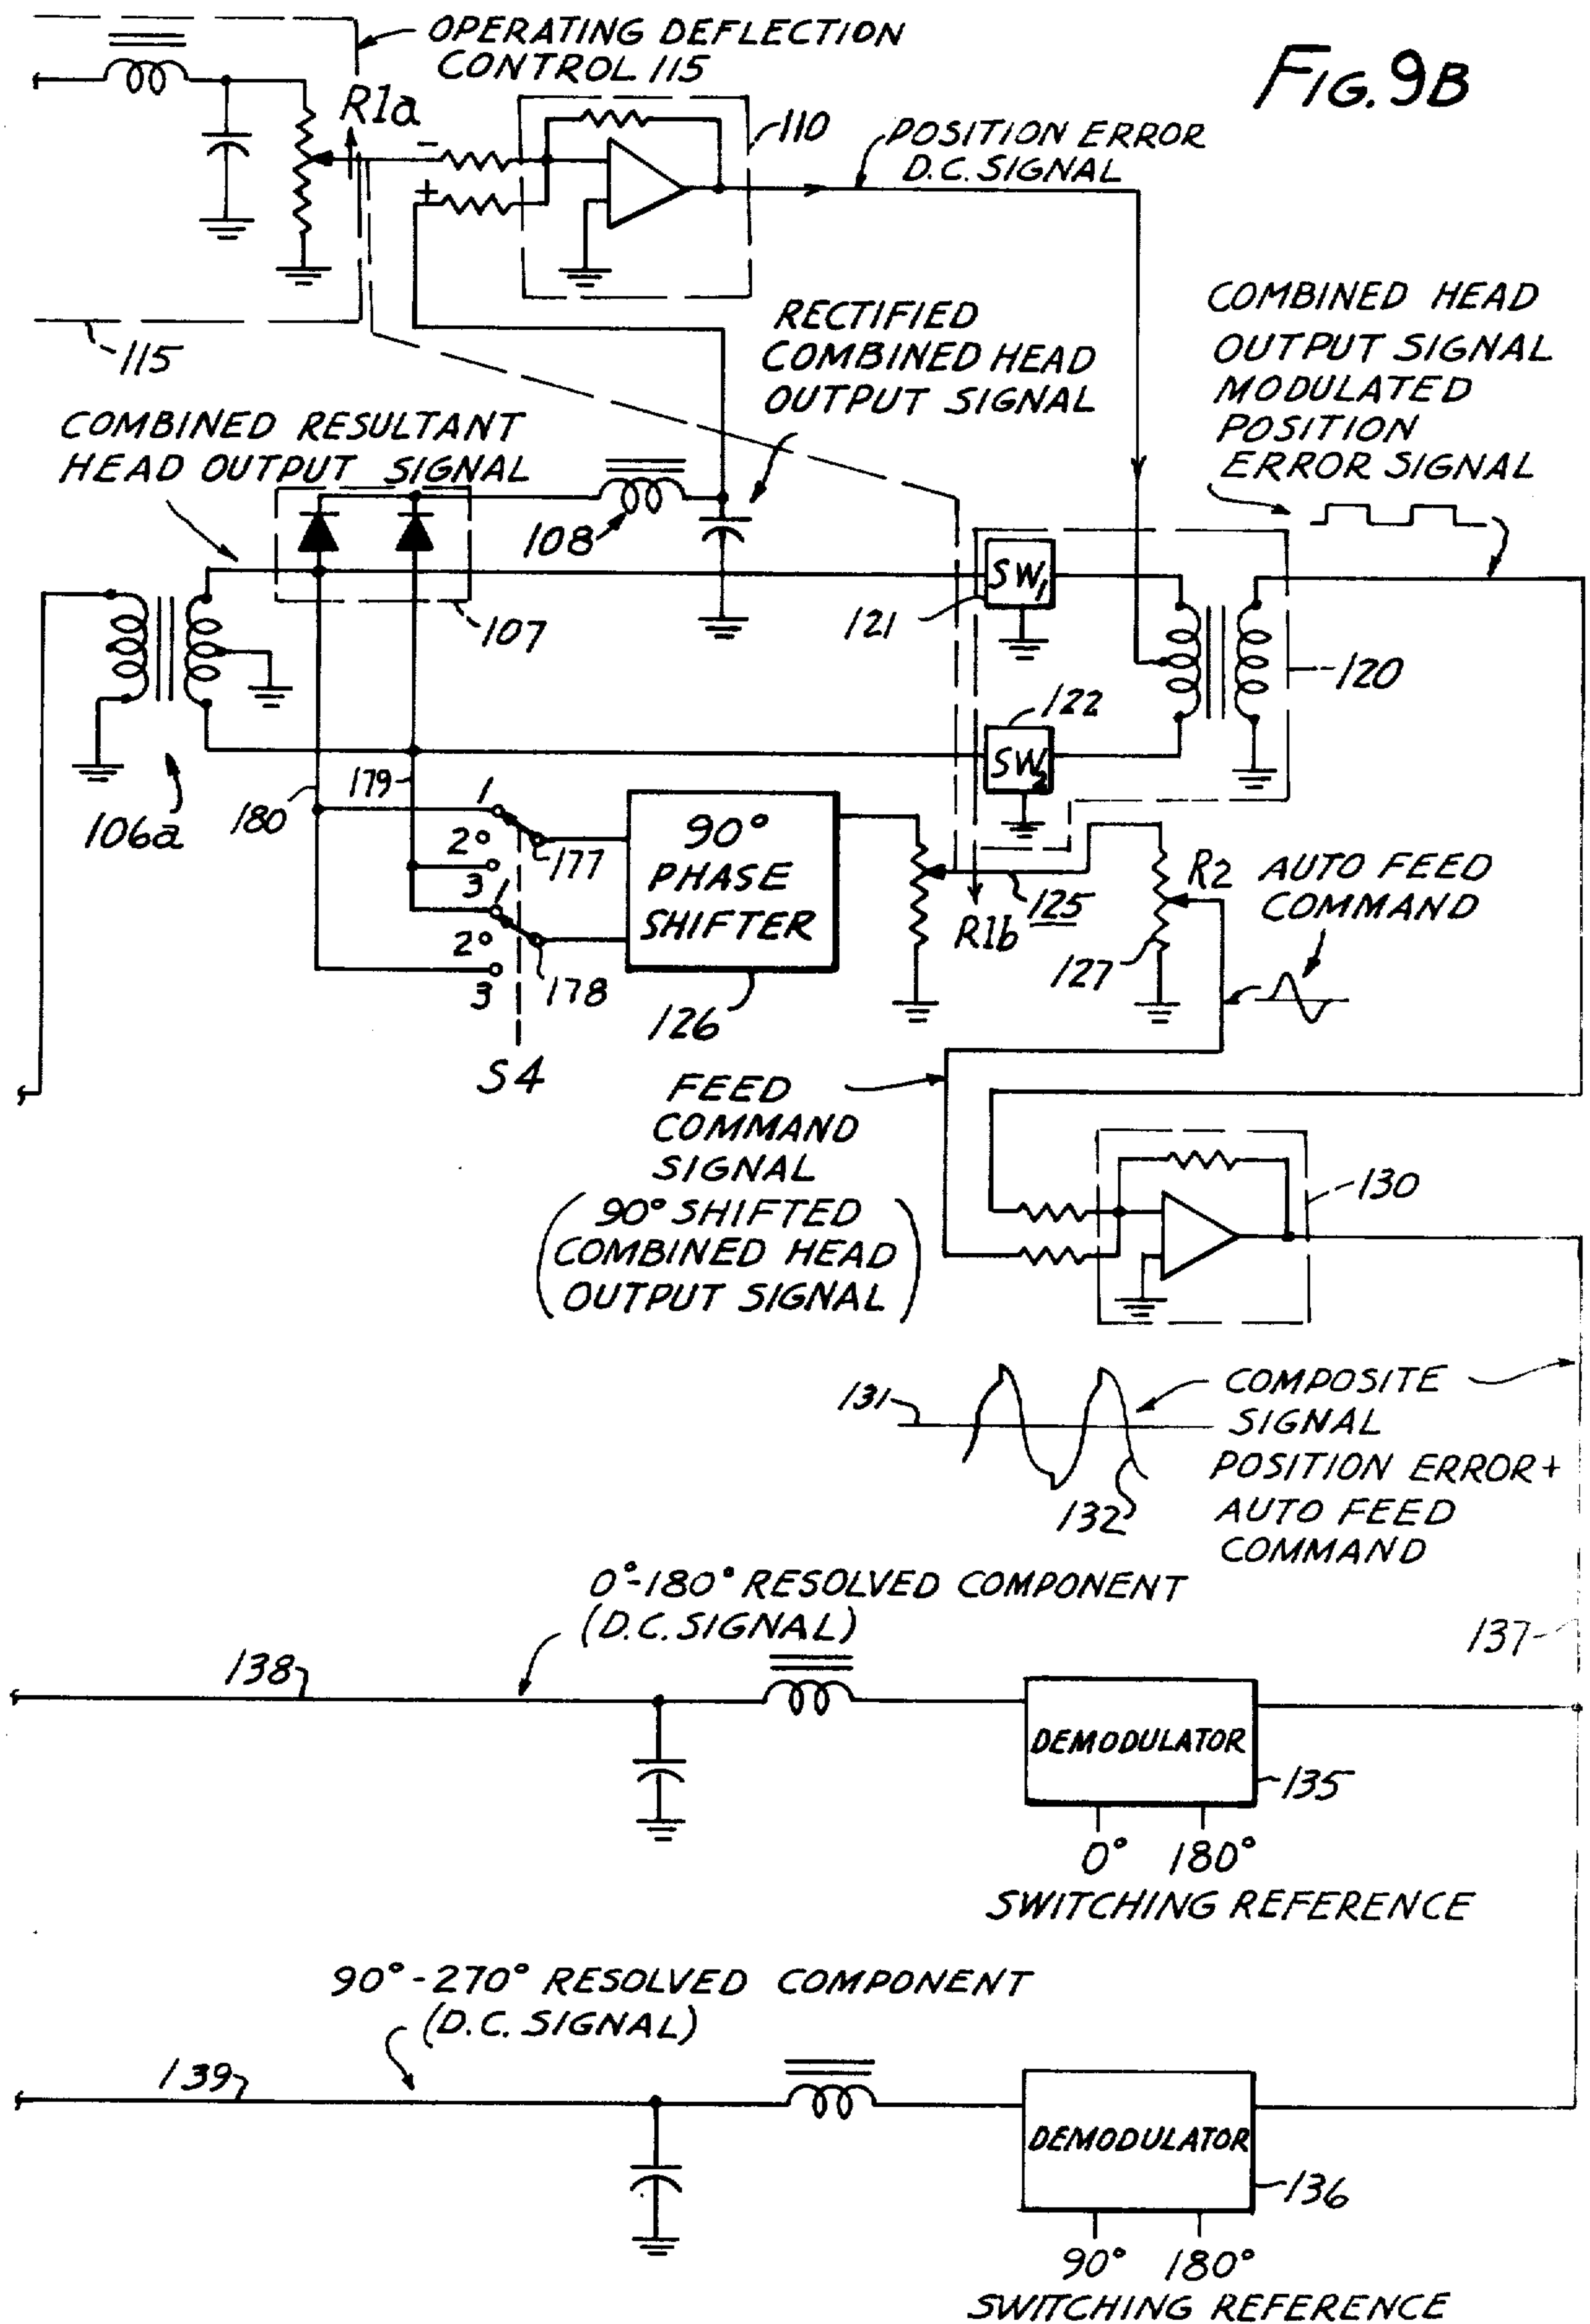 OPERATING DEFLECTION
CONTROL 115
FIG. 9B
R1a
110
POSITION ERROR
D.C. SIGNAL
-
+
115
RECTIFIED
COMBINED HEAD
OUTPUT SIGNAL
COMBINED HEAD
OUTPUT SIGNAL
MODULATED
POSITION
ERROR SIGNAL
COMBINED RESULTANT
HEAD OUTPUT SIGNAL
108
107
SW1
121
120
122
SW2
106a
180
179
1
2
3
177
1
2
3
178
S4
90°
PHASE
SHIFTER
126
R1b
125
R2
127
AUTO FEED
COMMAND
FEED
COMMAND
SIGNAL
(90° SHIFTED
COMBINED HEAD
OUTPUT SIGNAL)
130
131
132
COMPOSITE
SIGNAL
POSITION ERROR+
AUTO FEED
COMMAND
137
0°-180° RESOLVED COMPONENT
(D.C. SIGNAL)
138
DEMODULATOR
135
0° 180°
SWITCHING REFERENCE
90°-270° RESOLVED COMPONENT
(D.C. SIGNAL)
139
DEMODULATOR
136
90° 180°
SWITCHING REFERENCE